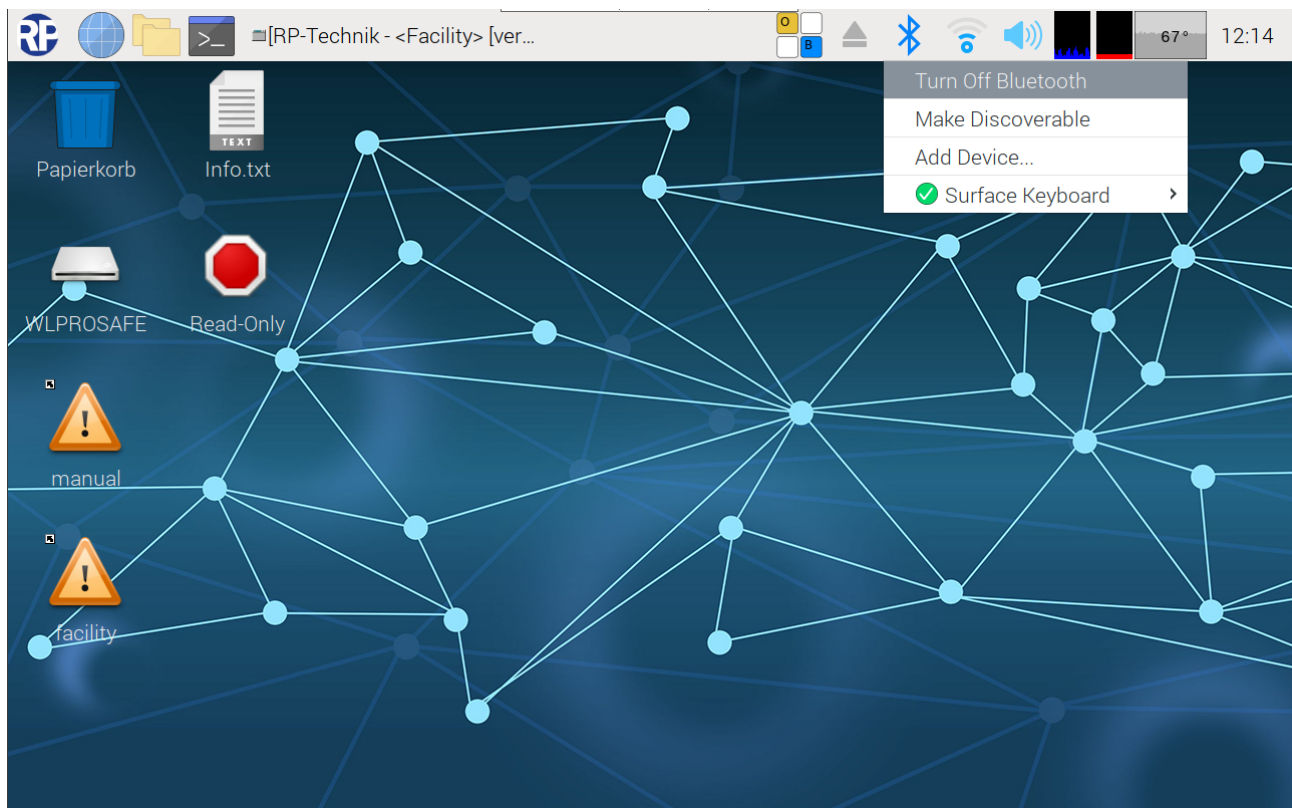 RP
>_
[RP-Technik - <Facility> [ver...
O
B
67°
12:14
Turn Off Bluetooth
Make Discoverable
Add Device...
Surface Keyboard
Papierkorb
TEXT
Info.txt
WLPROSAFE
Read-Only
manual
facility